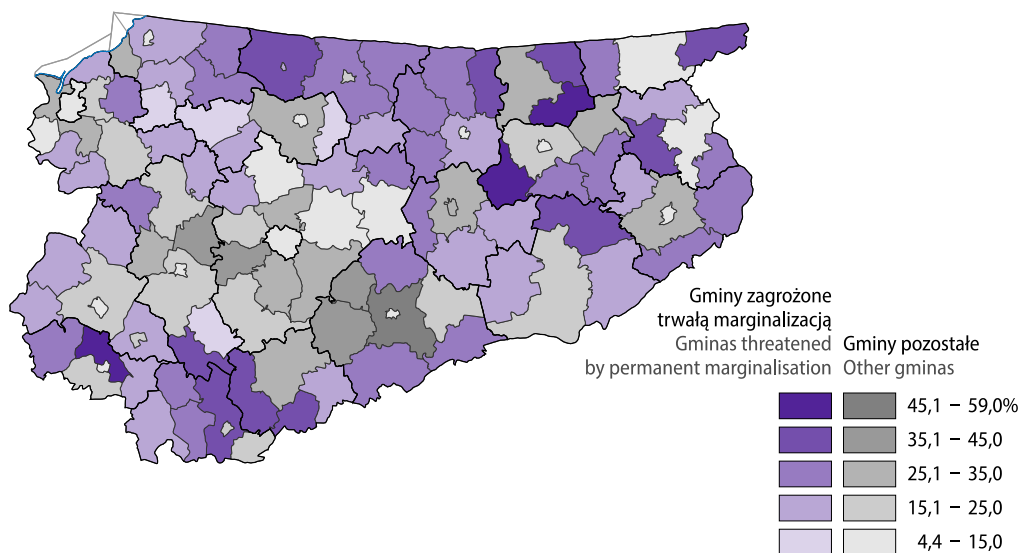 Gminy zagrożone
trwałą marginalizacją
Gminas threatened
by permanent marginalisation
Gminy pozostałe
Other gminas
45,1 – 59,0%
35,1 – 45,0
25,1 – 35,0
15,1 – 25,0
4,4 – 15,0